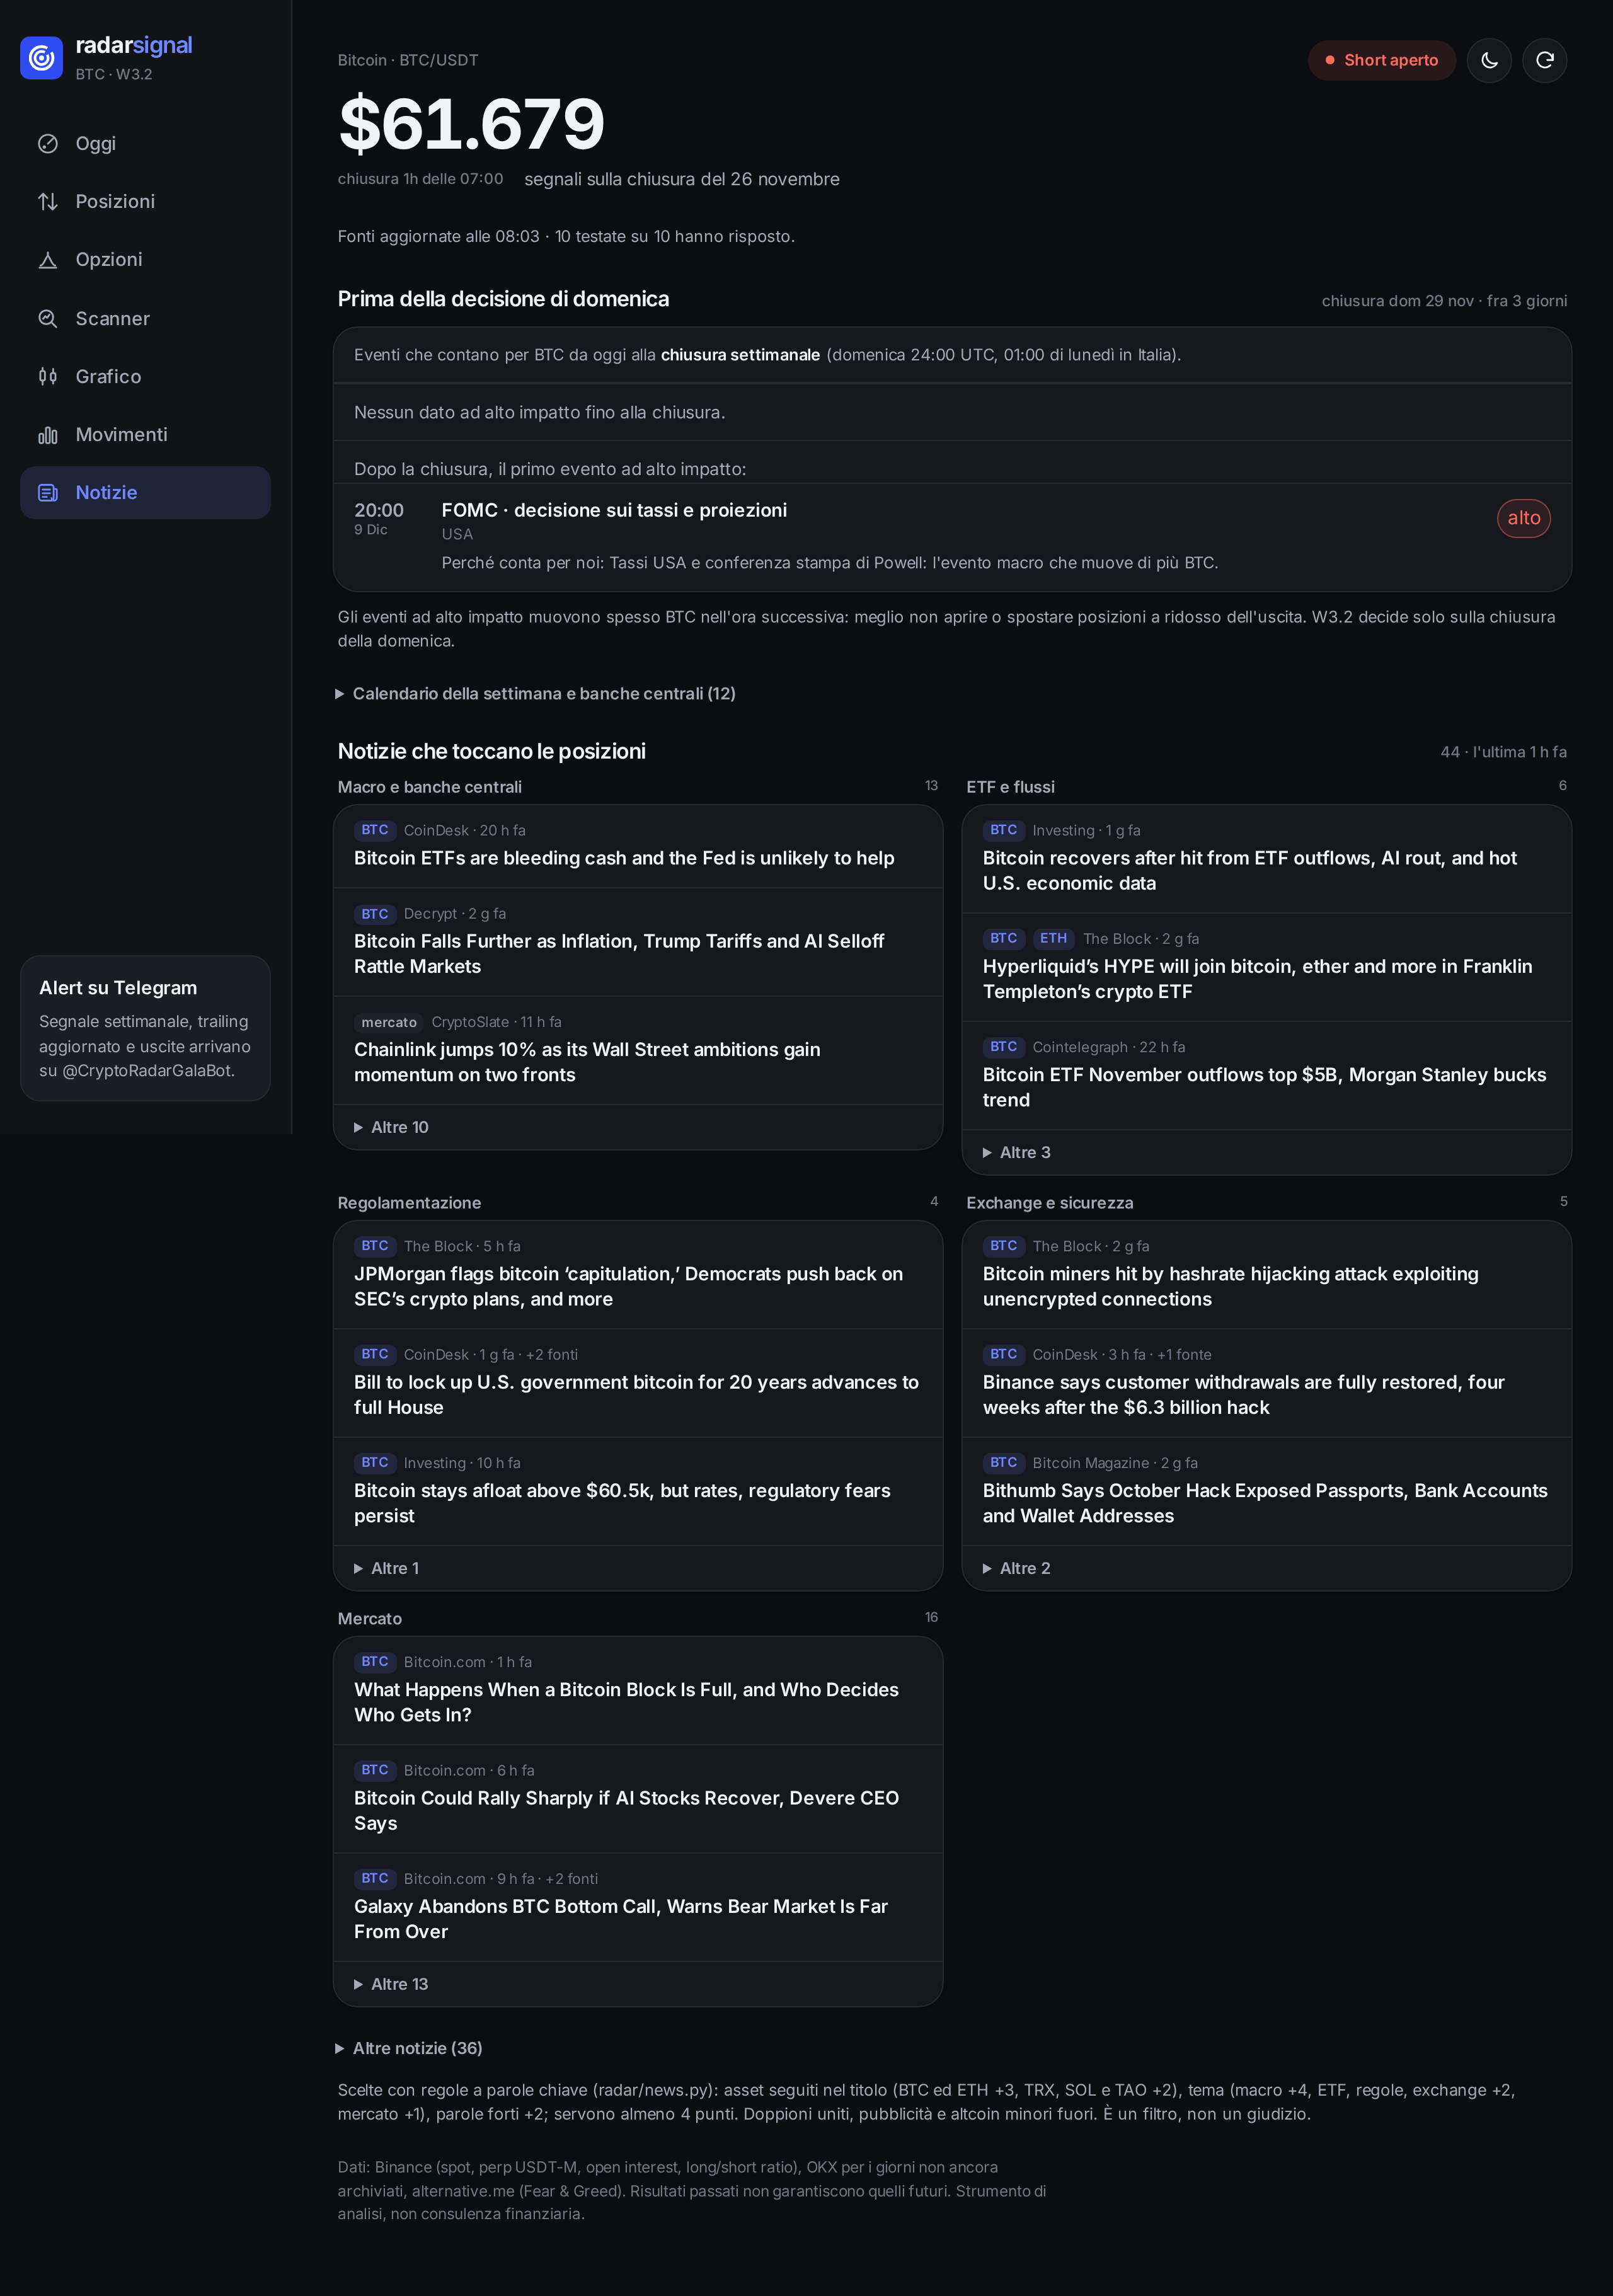 radarsignal
BTC · W3.2
Oggi
Posizioni
Opzioni
Scanner
Grafico
Movimenti
Notizie
Alert su Telegram
Segnale settimanale, trailing
aggiornato e uscite arrivano
su @CryptoRadarGalaBot.
Bitcoin · BTC/USDT
Short aperto
$61.679
chiusura 1h delle 07:00 segnali sulla chiusura del 26 novembre
Fonti aggiornate alle 08:03 · 10 testate su 10 hanno risposto.
Prima della decisione di domenica
chiusura dom 29 nov · fra 3 giorni
Eventi che contano per BTC da oggi alla chiusura settimanale (domenica 24:00 UTC, 01:00 di lunedì in Italia).
Nessun dato ad alto impatto fino alla chiusura.
Dopo la chiusura, il primo evento ad alto impatto:
20:00
9 Dic
FOMC · decisione sui tassi e proiezioni
USA
Perché conta per noi: Tassi USA e conferenza stampa di Powell: l'evento macro che muove di più BTC.
alto
Gli eventi ad alto impatto muovono spesso BTC nell'ora successiva: meglio non aprire o spostare posizioni a ridosso dell'uscita. W3.2 decide solo sulla chiusura
della domenica.
Calendario della settimana e banche centrali (12)
Notizie che toccano le posizioni
44 · l'ultima 1 h fa
Macro e banche centrali 13
BTC CoinDesk · 20 h fa
Bitcoin ETFs are bleeding cash and the Fed is unlikely to help
BTC Decrypt · 2 g fa
Bitcoin Falls Further as Inflation, Trump Tariffs and AI Selloff
Rattle Markets
mercato CryptoSlate · 11 h fa
Chainlink jumps 10% as its Wall Street ambitions gain
momentum on two fronts
Altre 10
ETF e flussi 6
BTC Investing · 1 g fa
Bitcoin recovers after hit from ETF outflows, AI rout, and hot
U.S. economic data
BTC ETH The Block · 2 g fa
Hyperliquid’s HYPE will join bitcoin, ether and more in Franklin
Templeton’s crypto ETF
BTC Cointelegraph · 22 h fa
Bitcoin ETF November outflows top $5B, Morgan Stanley bucks
trend
Altre 3
Regolamentazione 4
BTC The Block · 5 h fa
JPMorgan flags bitcoin ‘capitulation,’ Democrats push back on
SEC’s crypto plans, and more
BTC CoinDesk · 1 g fa · +2 fonti
Bill to lock up U.S. government bitcoin for 20 years advances to
full House
BTC Investing · 10 h fa
Bitcoin stays afloat above $60.5k, but rates, regulatory fears
persist
Altre 1
Exchange e sicurezza 5
BTC The Block · 2 g fa
Bitcoin miners hit by hashrate hijacking attack exploiting
unencrypted connections
BTC CoinDesk · 3 h fa · +1 fonte
Binance says customer withdrawals are fully restored, four
weeks after the $6.3 billion hack
BTC Bitcoin Magazine · 2 g fa
Bithumb Says October Hack Exposed Passports, Bank Accounts
and Wallet Addresses
Altre 2
Mercato 16
BTC Bitcoin.com · 1 h fa
What Happens When a Bitcoin Block Is Full, and Who Decides
Who Gets In?
BTC Bitcoin.com · 6 h fa
Bitcoin Could Rally Sharply if AI Stocks Recover, Devere CEO
Says
BTC Bitcoin.com · 9 h fa · +2 fonti
Galaxy Abandons BTC Bottom Call, Warns Bear Market Is Far
From Over
Altre 13
Altre notizie (36)
Scelte con regole a parole chiave (radar/news.py): asset seguiti nel titolo (BTC ed ETH +3, TRX, SOL e TAO +2), tema (macro +4, ETF, regole, exchange +2,
mercato +1), parole forti +2; servono almeno 4 punti. Doppioni uniti, pubblicità e altcoin minori fuori. È un filtro, non un giudizio.
Dati: Binance (spot, perp USDT-M, open interest, long/short ratio), OKX per i giorni non ancora
archiviati, alternative.me (Fear & Greed). Risultati passati non garantiscono quelli futuri. Strumento di
analisi, non consulenza finanziaria.